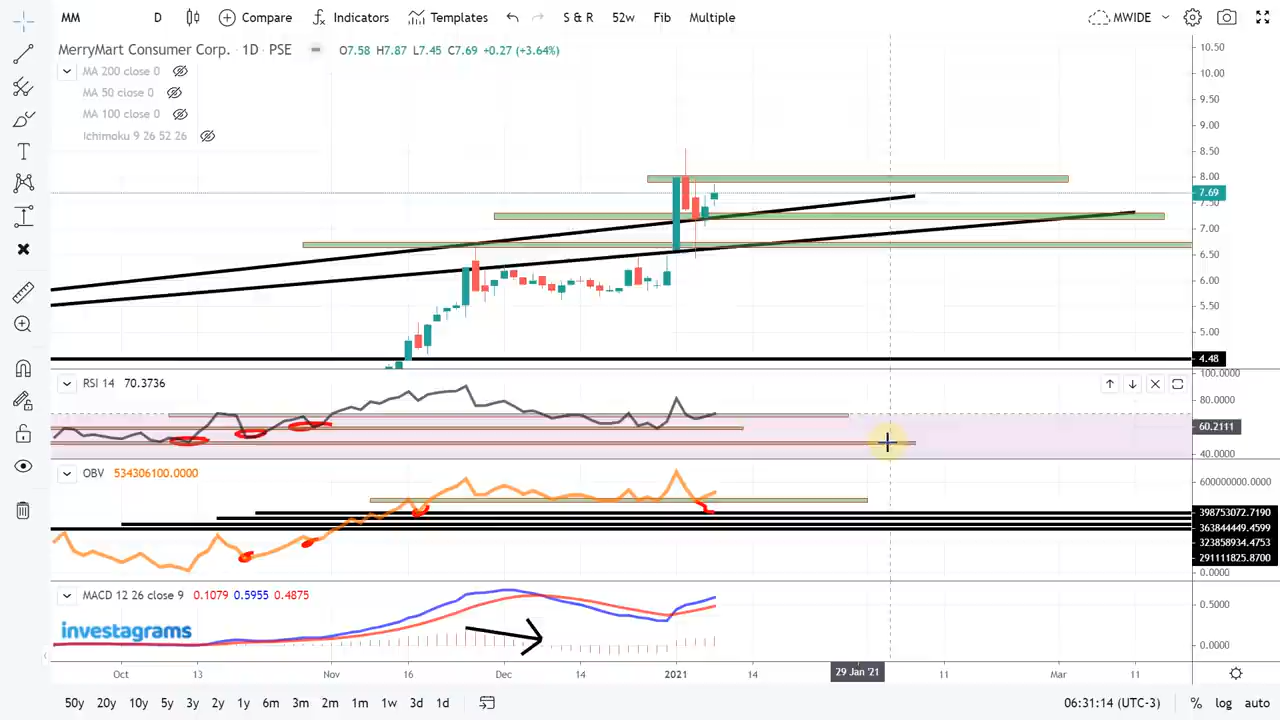 MM D Compare Indicators Templates S & R 52w Fib Multiple MWIDE
MerryMart Consumer Corp. · 1D · PSE O7.58 H7.87 L7.45 C7.69 +0.27 (+3.64%)
MA 200 close 0
MA 50 close 0
MA 100 close 0
Ichimoku 9 26 52 26
10.50
10.00
9.50
9.00
8.50
8.00
7.69
7.50
7.00
6.50
6.00
5.50
5.00
4.48
RSI 14 70.3736
100.0000
80.0000
60.2111
40.0000
OBV 534306100.0000
600000000.0000
398753072.7190
363844449.4599
323858934.4753
291111825.8700
0.0000
MACD 12 26 close 9 0.1079 0.5955 0.4875
0.5000
0.0000
investagrams
Oct 13 Nov 16 Dec 14 2021 14 29 Jan '21 11 Mar 11
50y 20y 10y 5y 3y 2y 1y 6m 3m 2m 1m 1w 3d 1d 06:31:14 (UTC-3) % log auto